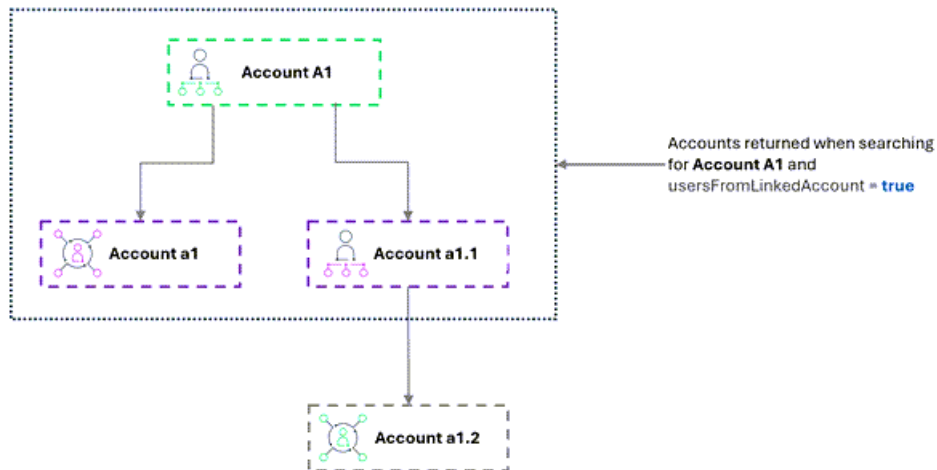 Account A1
Accounts returned when searching
for Account A1 and
usersFromLinkedAccount = true
Account a1
Account a1.1
Account a1.2